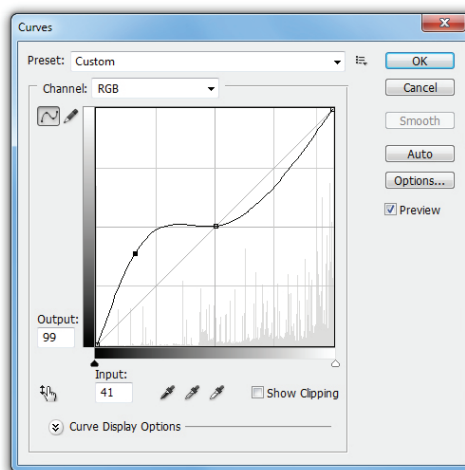 Curves
Preset: Custom
OK
Channel: RGB
Cancel
Smooth
Auto
Options...
Preview
Output:
99
Input:
41
Show Clipping
Curve Display Options